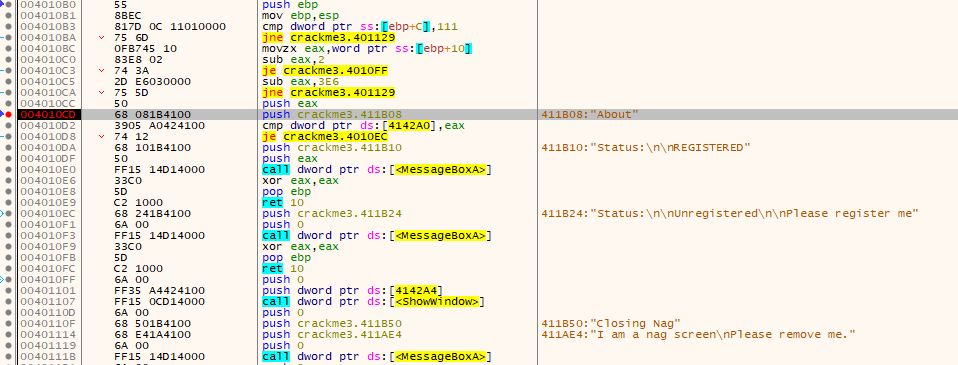 004010B0 55 push ebp
004010B1 8BEC mov ebp,esp
004010B3 817D 0C 11010000 cmp dword ptr ss:[ebp+C],111
004010BA 75 6D jne crackme3.401129
004010BC 0FB745 10 movzx eax,word ptr ss:[ebp+10]
004010C0 83E8 02 sub eax,2
004010C3 74 3A je crackme3.4010FF
004010C5 2D E6030000 sub eax,3E6
004010CA 75 5D jne crackme3.401129
004010CC 50 push eax
004010CD 68 081B4100 push crackme3.411B08 411B08:"About"
004010D2 3905 A0424100 cmp dword ptr ds:[4142A0],eax
004010D8 74 12 je crackme3.4010EC
004010DA 68 101B4100 push crackme3.411B10 411B10:"Status:\n\nREGISTERED"
004010DF 50 push eax
004010E0 FF15 14D14000 call dword ptr ds:[<MessageBoxA>]
004010E6 33C0 xor eax,eax
004010E8 5D pop ebp
004010E9 C2 1000 ret 10
004010EC 68 241B4100 push crackme3.411B24 411B24:"Status:\n\nUnregistered\n\nPlease register me"
004010F1 6A 00 push 0
004010F3 FF15 14D14000 call dword ptr ds:[<MessageBoxA>]
004010F9 33C0 xor eax,eax
004010FB 5D pop ebp
004010FC C2 1000 ret 10
004010FF 6A 00 push 0
00401101 FF35 A4424100 push dword ptr ds:[4142A4]
00401107 FF15 0CD14000 call dword ptr ds:[<ShowWindow>]
0040110D 6A 00 push 0
0040110F 68 501B4100 push crackme3.411B50 411B50:"Closing Nag"
00401114 68 E41A4100 push crackme3.411AE4 411AE4:"I am a nag screen\nPlease remove me."
00401119 6A 00 push 0
0040111B FF15 14D14000 call dword ptr ds:[<MessageBoxA>]